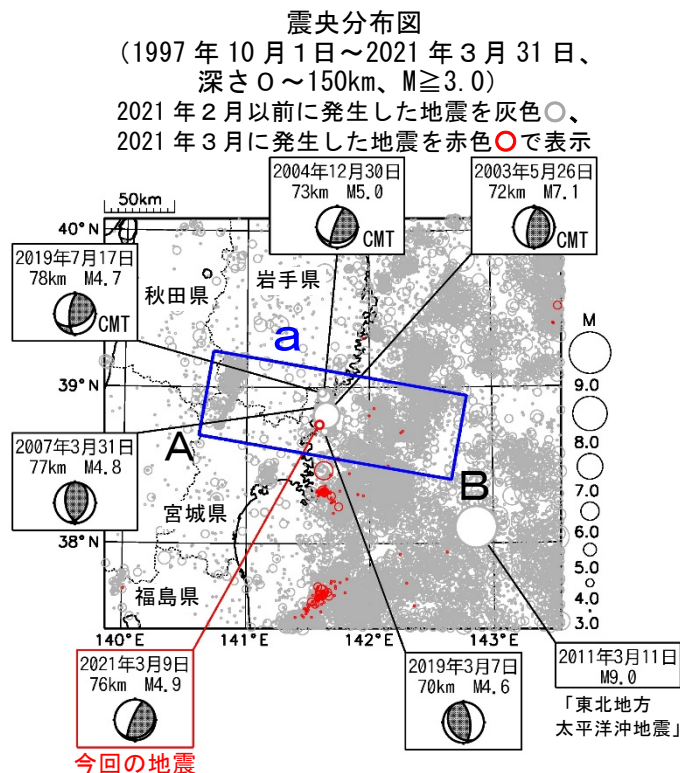 震央分布図
(1997年10月1日～2021年3月31日、
深さ0～150km、M≧3.0)
2021年2月以前に発生した地震を灰色○、
2021年3月に発生した地震を赤色○で表示
50km
2004年12月30日
73km M5.0
CMT
2003年5月26日
72km M7.1
CMT
40°N
2019年7月17日
78km M4.7
CMT
秋田県
岩手県
a
M
9.0
8.0
7.0
6.0
5.0
4.0
3.0
39°N
A
2007年3月31日
77km M4.8
B
宮城県
38°N
福島県
140°E
141°E
142°E
143°E
2021年3月9日
76km M4.9
今回の地震
2019年3月7日
70km M4.6
2011年3月11日
M9.0
「東北地方
太平洋沖地震」